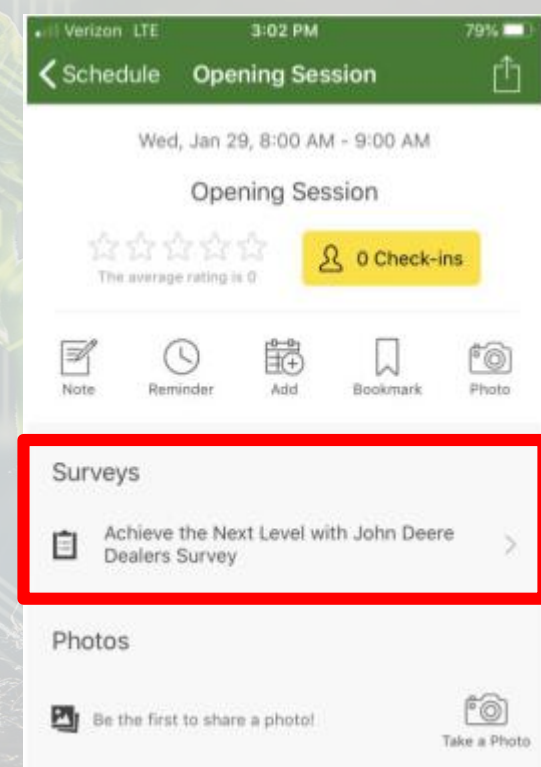 Verizon LTE 3:02 PM 79%
Schedule Opening Session
Wed, Jan 29, 8:00 AM - 9:00 AM
Opening Session
The average rating is 0
0 Check-ins
Note Reminder Add Bookmark Photo
Surveys
Achieve the Next Level with John Deere
Dealers Survey
Photos
Be the first to share a photo!
Take a Photo